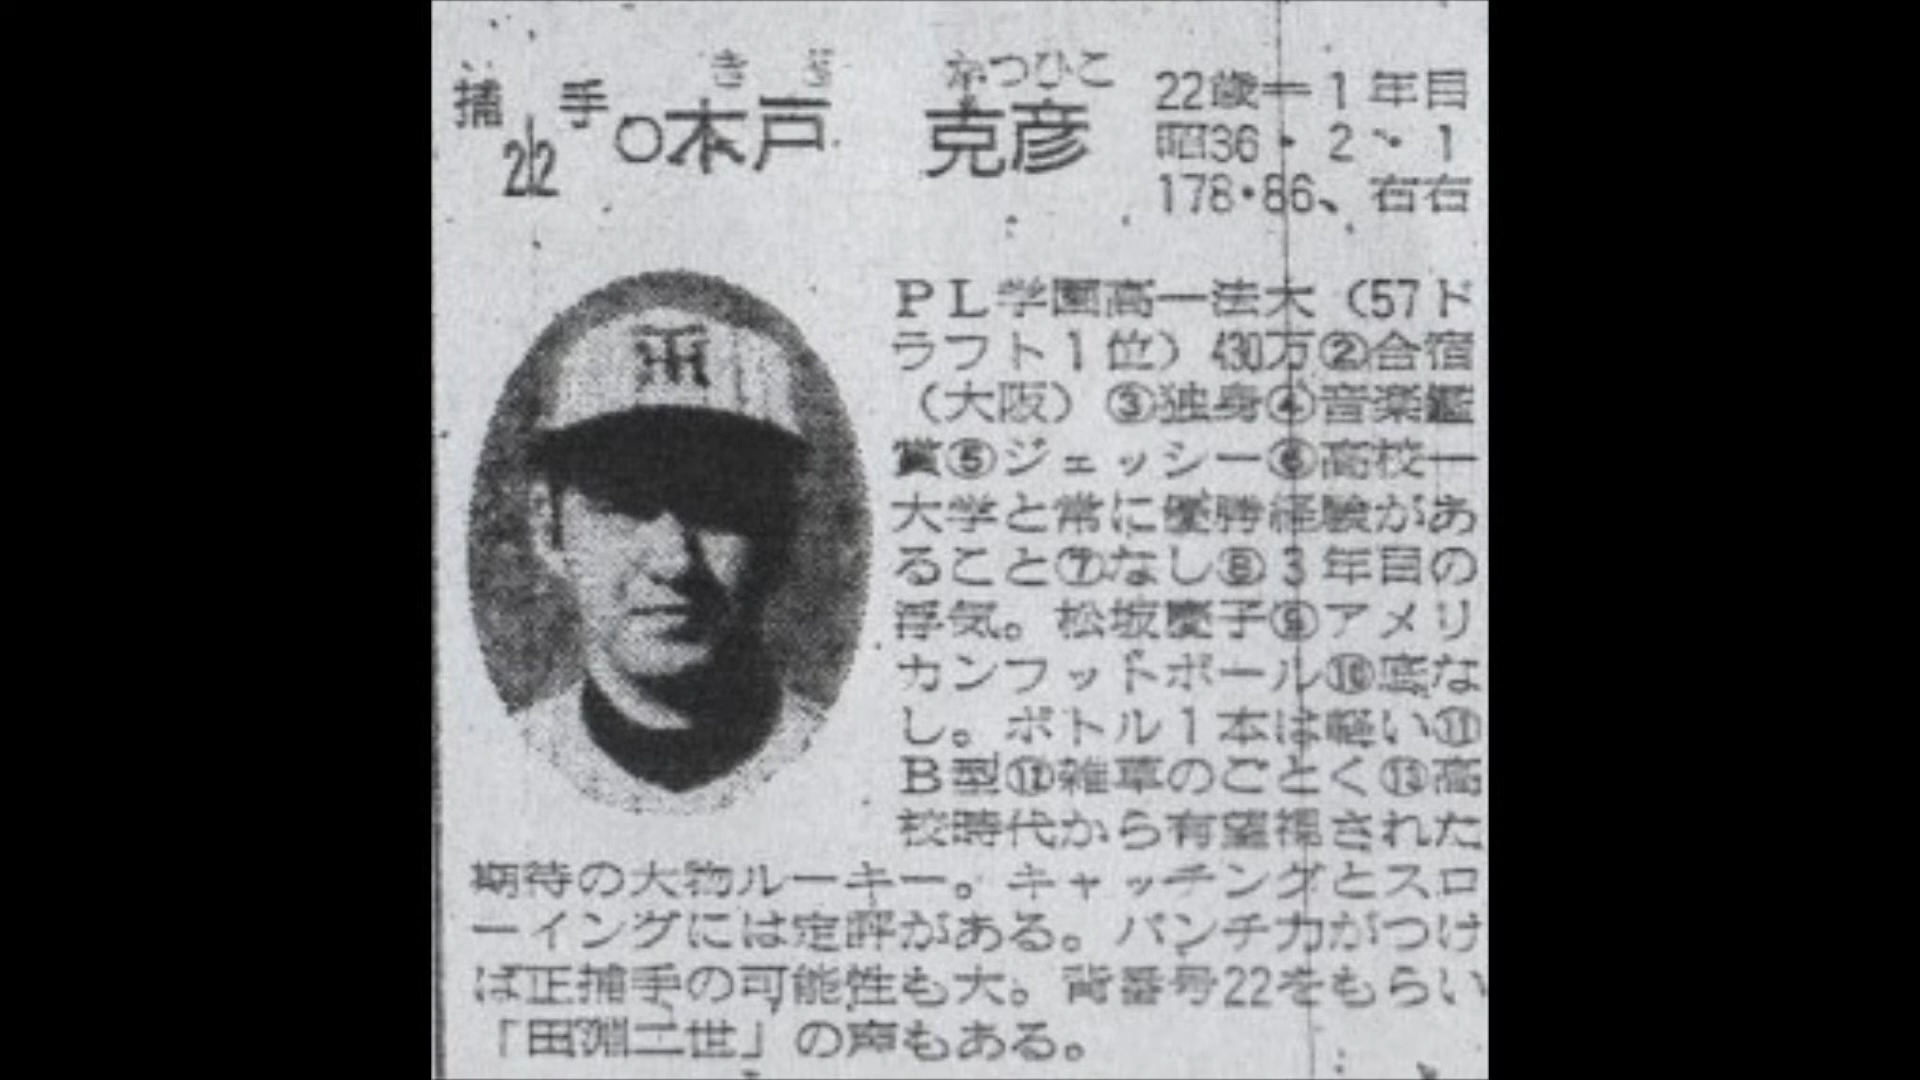 き ど かつひこ
捕手 22 ○木戸 克彦
22歳ー1年目
昭36・2・1
178・86、右右
PL学園高ー法大(57ド
ラフト1位)430万②合宿
(大阪)③独身④音楽鑑
賞⑤ジェッシー⑥高校ー
大学と常に優勝経験があ
ること⑦なし⑧3年目の
浮気。松坂慶子⑨アメリ
カンフットボール⑩底な
し。ボトル1本は軽い⑪
B型⑫雑草のごとく⑬高
校時代から有望視された
期待の大物ルーキー。キャッチングとスロ
ーイングには定評がある。パンチ力がつけ
ば正捕手の可能性も大。背番号22をもらい
「田淵二世」の声もある。